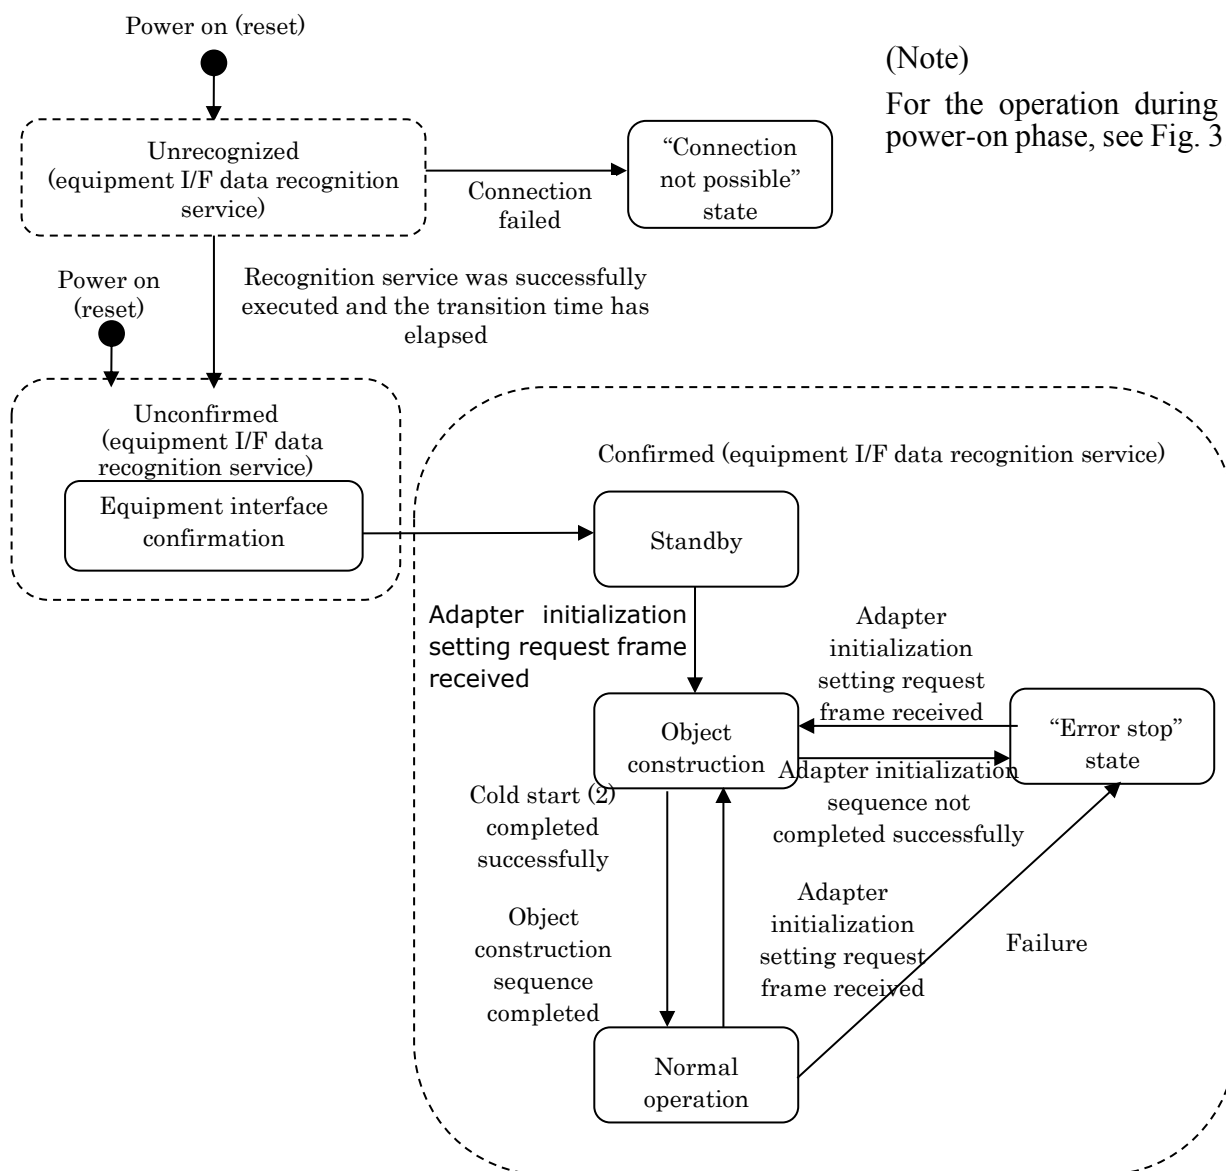 Power on (reset)
(Note)
For the operation during
power-on phase, see Fig. 3
Unrecognized
(equipment I/F data recognition
service)
Connection
failed
“Connection
not possible”
state
Power on
(reset)
Recognition service was successfully
executed and the transition time has
elapsed
Unconfirmed
(equipment I/F data
recognition service)
Equipment interface
confirmation
Confirmed (equipment I/F data recognition service)
Standby
Adapter initialization
setting request frame
received
Adapter
initialization
setting request
frame received
Object
construction
“Error stop”
state
Adapter initialization
sequence not
completed successfully
Cold start (2)
completed
successfully
Object
construction
sequence
completed
Adapter
initialization
setting request
frame received
Failure
Normal
operation